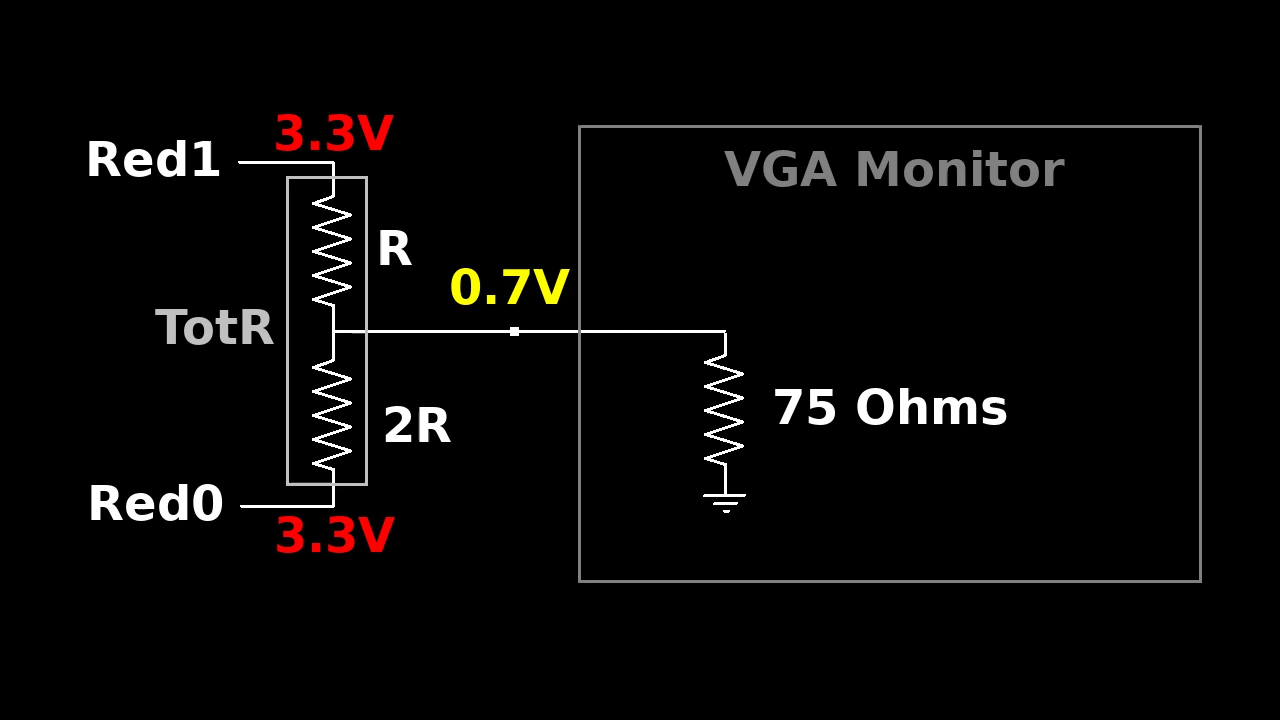 3.3V
Red1
VGA Monitor
R
0.7V
TotR
75 Ohms
2R
Red0
3.3V